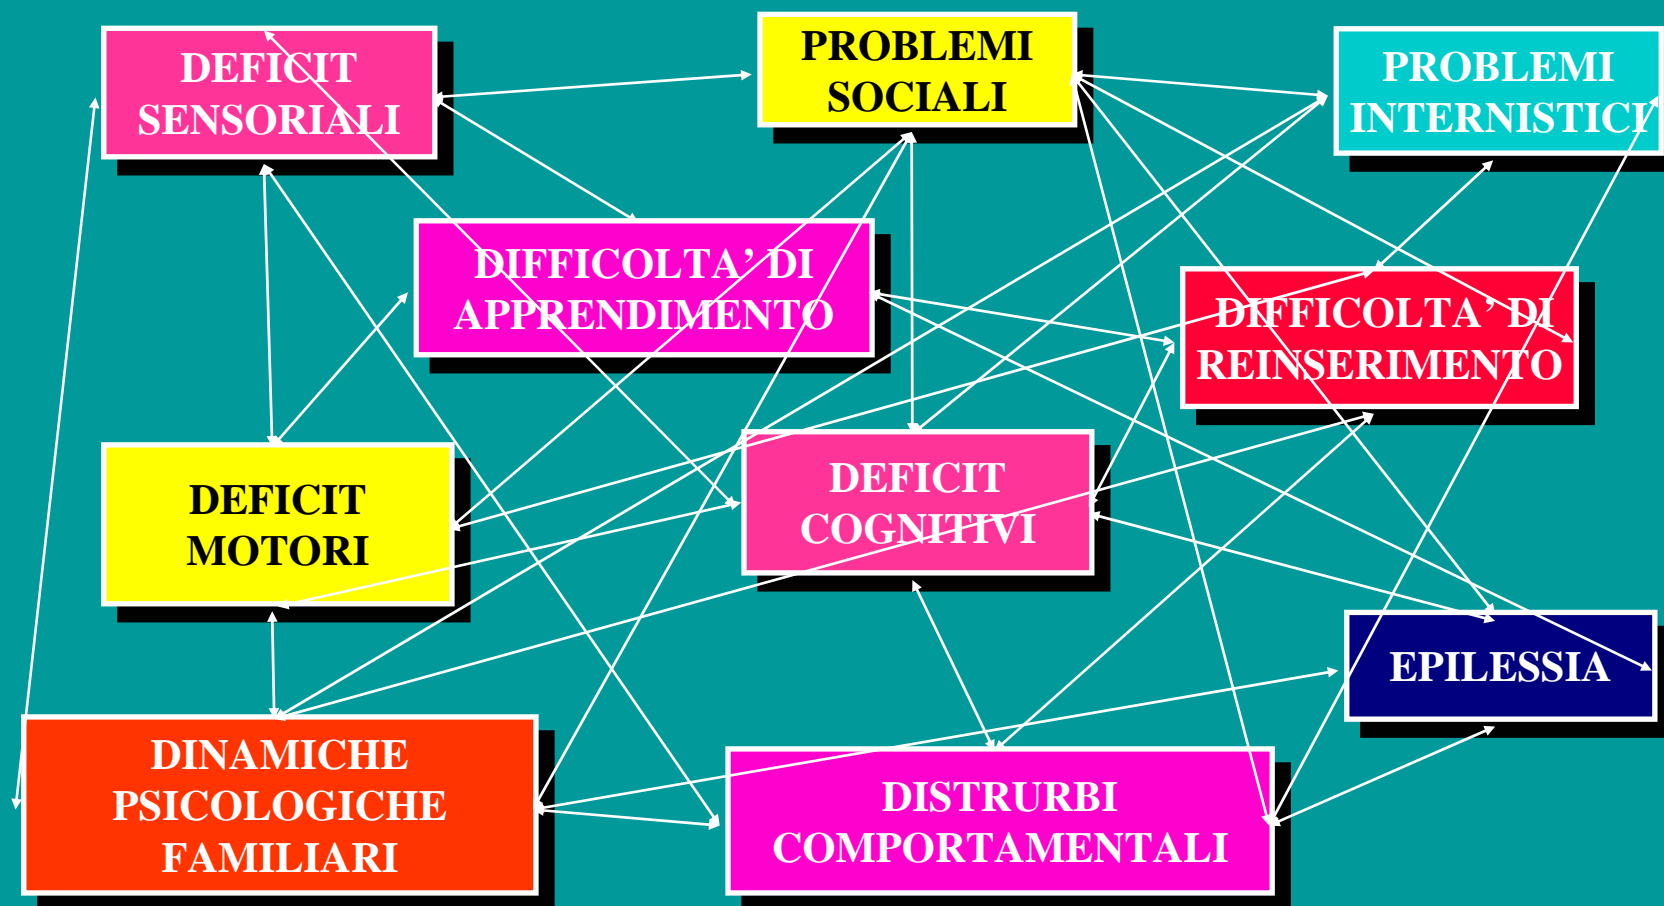 DEFICIT
SENSORIALI
PROBLEMI
SOCIALI
PROBLEMI
INTERNISTICI
DIFFICOLTA’ DI
APPRENDIMENTO
DIFFICOLTA’ DI
REINSERIMENTO
DEFICIT
MOTORI
DEFICIT
COGNITIVI
EPILESSIA
DINAMICHE
PSICOLOGICHE
FAMILIARI
DISTRURBI
COMPORTAMENTALI